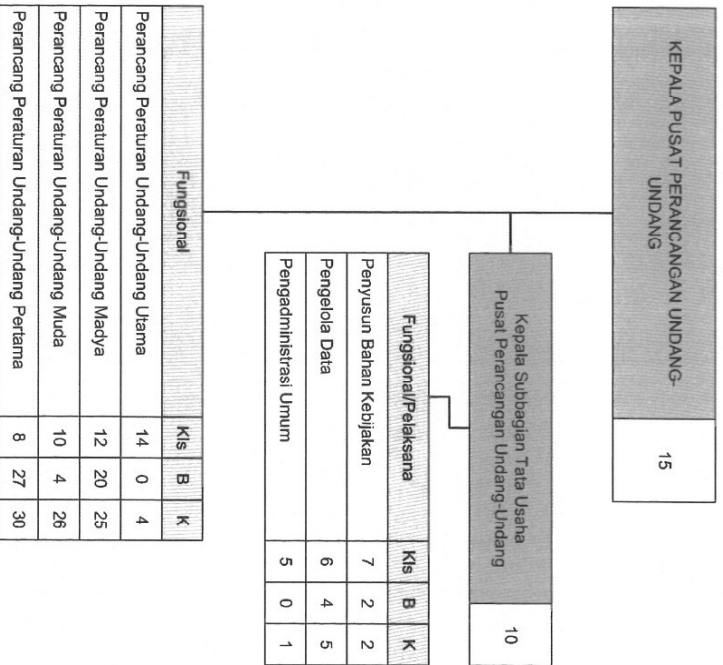 KEPALA PUSAT PERANCANGAN UNDANG-
UNDANG
15
Kepala Subbagian Tata Usaha
Pusat Perancangan Undang-Undang
10
Fungsional/Pelaksana Kls B K
Penyusun Bahan Kebijakan 7 2 2
Pengelola Data 6 4 5
Pengadministrasi Umum 5 0 1
Fungsional Kls B K
Perancang Peraturan Undang-Undang Utama 14 0 4
Perancang Peraturan Undang-Undang Madya 12 20 25
Perancang Peraturan Undang-Undang Muda 10 4 26
Perancang Peraturan Undang-Undang Pertama 8 27 30